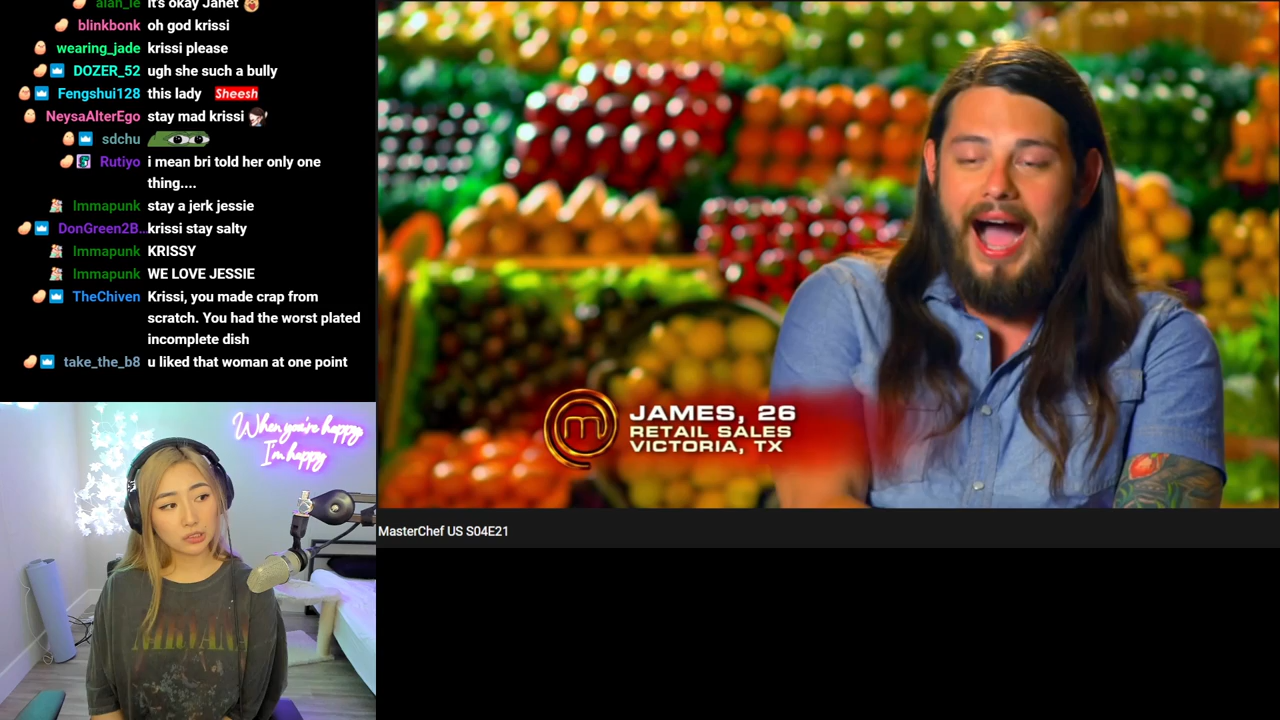 alan_le it's okay Janet
blinkbonk oh god krissi
wearing_jade krissi please
DOZER_52 ugh she such a bully
Fengshui128 this lady Sheesh
NeysaAlterEgo stay mad krissi
sdchu
Rutiyo i mean bri told her only one
thing....
Immapunk stay a jerk jessie
DonGreen2B... krissi stay salty
Immapunk KRISSY
Immapunk WE LOVE JESSIE
TheChiven Krissi, you made crap from
scratch. You had the worst plated
incomplete dish
take_the_b8 u liked that woman at one point
When you're happy
I'm happy
NIRVANA
m
JAMES, 26
RETAIL SALES
VICTORIA, TX
MasterChef US S04E21